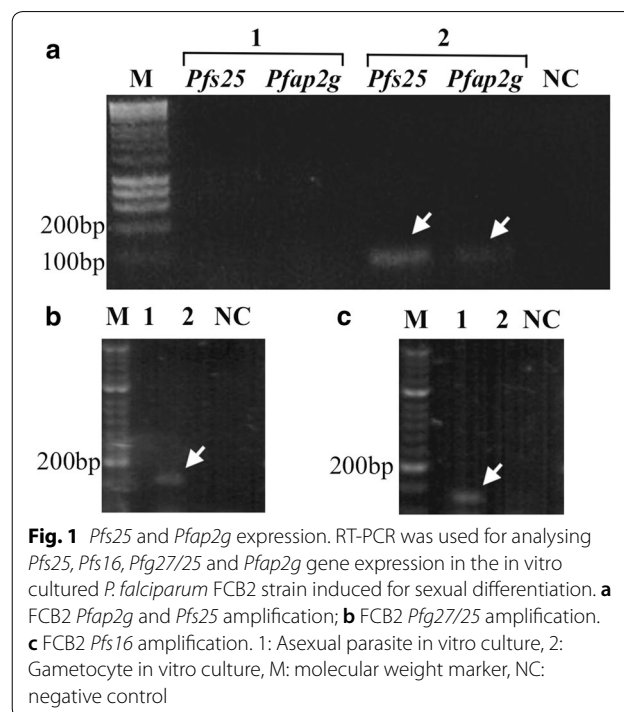 a
1 2
M Pfs25 Pfap2g Pfs25 Pfap2g NC
200bp
100bp
b M 1 2 NC
200bp
c M 1 2 NC
200bp
Fig. 1 Pfs25 and Pfap2g expression. RT-PCR was used for analysing
Pfs25, Pfs16, Pfg27/25 and Pfap2g gene expression in the in vitro
cultured P. falciparum FCB2 strain induced for sexual differentiation. a
FCB2 Pfap2g and Pfs25 amplification; b FCB2 Pfg27/25 amplification.
c FCB2 Pfs16 amplification. 1: Asexual parasite in vitro culture, 2:
Gametocyte in vitro culture, M: molecular weight marker, NC:
negative control